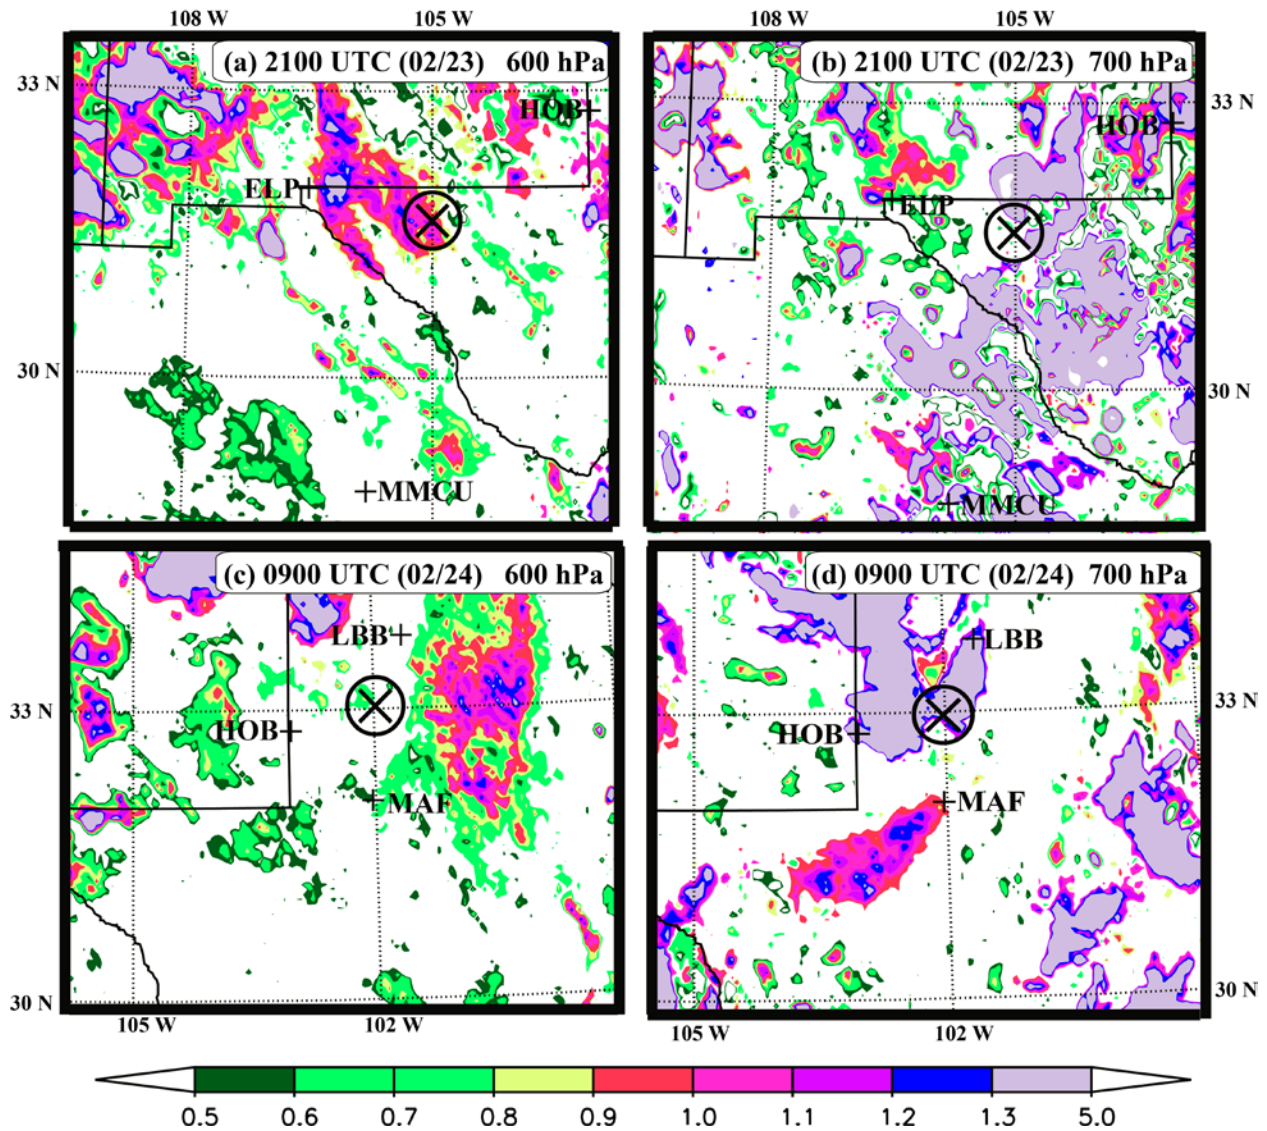 108 W 105 W 108 W 105 W
(a) 2100 UTC (02/23) 600 hPa
(b) 2100 UTC (02/23) 700 hPa
33 N
33 N
HOB
HOB
ELP
ELP
30 N
30 N
MMCU
MMCU
(c) 0900 UTC (02/24) 600 hPa
(d) 0900 UTC (02/24) 700 hPa
LBB
LBB
33 N
33 N
HOB
HOB
MAF
MAF
30 N
30 N
105 W 102 W 105 W 102 W
0.5 0.6 0.7 0.8 0.9 1.0 1.1 1.2 1.3 5.0